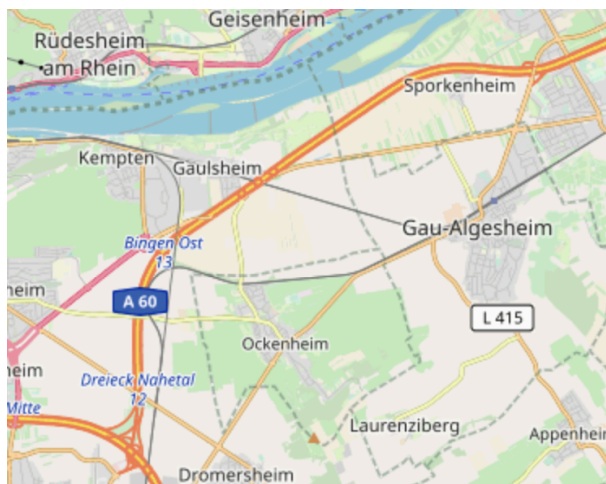 Geisenheim
Rüdesheim
am Rhein
Sporkenheim
Kempten
Gaulsheim
Gau-Algesheim
Bingen Ost
13
A 60
L 415
heim
Ockenheim
heim
Dreieck Nahetal
12
Mitte
Laurenziberg
Appenheim
Dromersheim